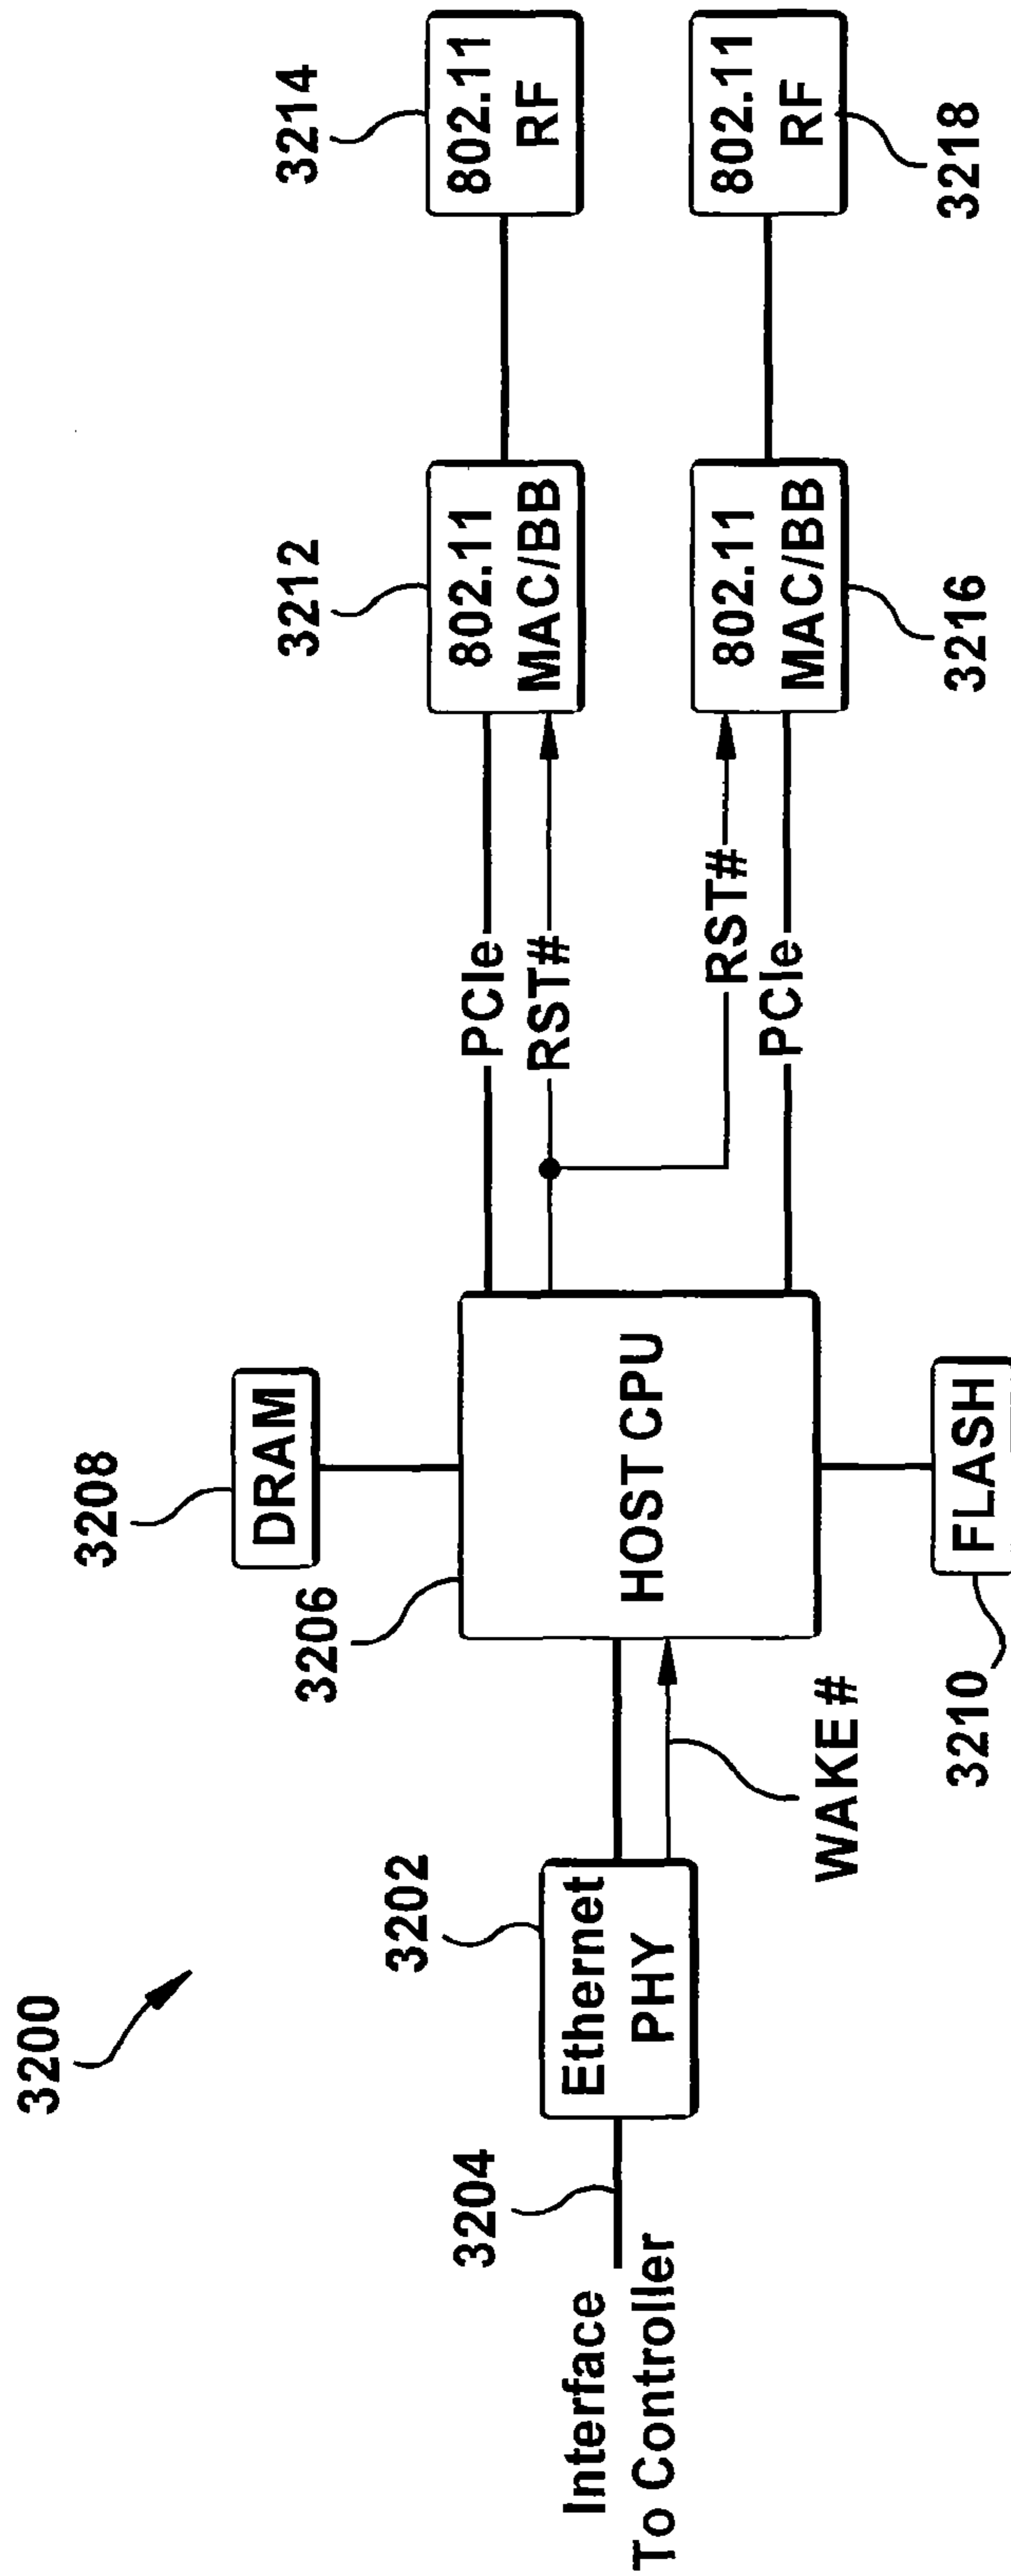 3200
3204
Interface
To Controller
3202
Ethernet
PHY
WAKE #
3206
HOST CPU
3208
DRAM
3210
FLASH
PCIe
RST#
RST#
PCIe
3212
802.11
MAC/BB
3214
802.11
RF
802.11
MAC/BB
3216
802.11
RF
3218